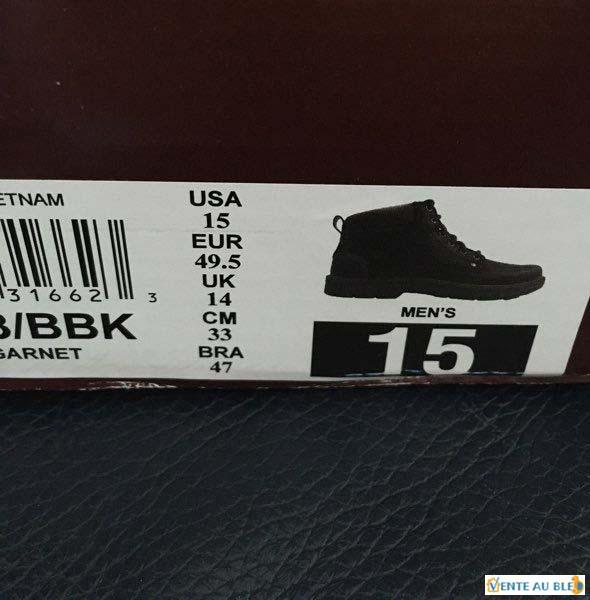 ETNAM
31662 3
/BBK
GARNET
USA
15
EUR
49.5
UK
14
CM
33
BRA
47
MEN'S
15
VENTE AU BLED